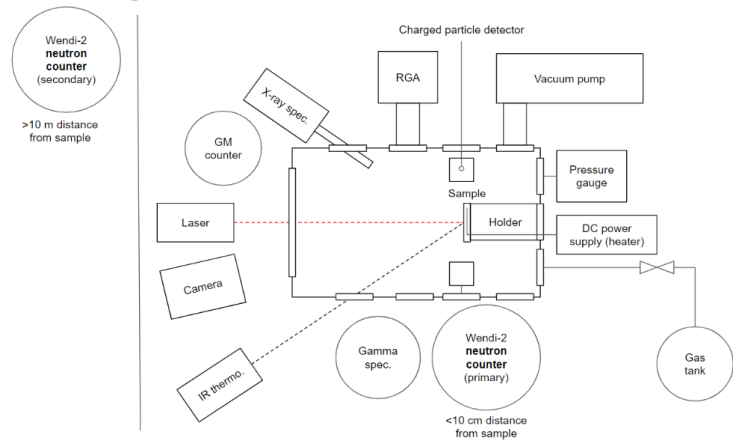 Wendi-2
neutron
counter
(secondary)
>10 m distance
from sample
Charged particle detector
RGA
Vacuum pump
X-ray spec.
GM
counter
Pressure
gauge
Sample
Laser
Holder
DC power
supply (heater)
Camera
IR thermo.
Gamma
spec.
Wendi-2
neutron
counter
(primary)
<10 cm distance
from sample
Gas
tank